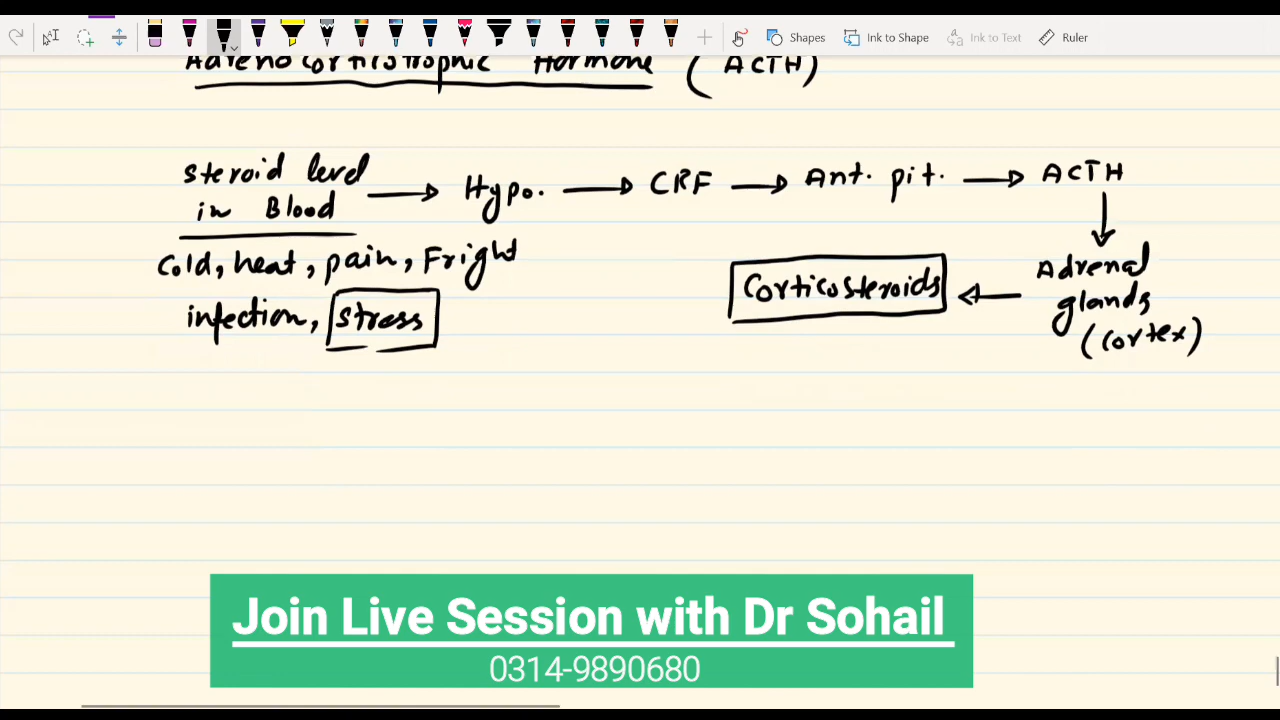 Shapes Ink to Shape Ink to Text Ruler
Adrenocorticotrophic Hormone (ACTH)
steroid level in Blood → Hypo. → CRF → Ant. pit. → ACTH
Cold, heat, pain, Fright
infection, stress
Adrenal glands (cortex)
Corticosteroids
Join Live Session with Dr Sohail
0314-9890680